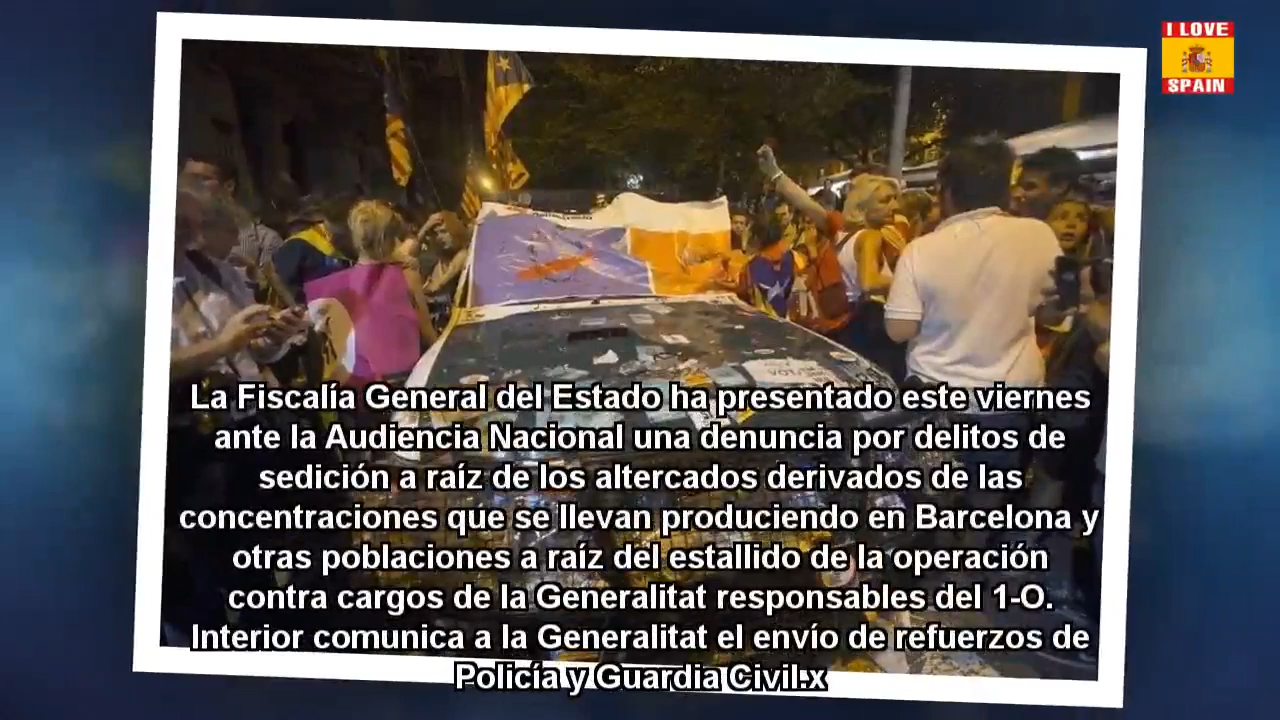 I LOVE
SPAIN
La Fiscalía General del Estado ha presentado este viernes
ante la Audiencia Nacional una denuncia por delitos de
sedición a raíz de los altercados derivados de las
concentraciones que se llevan produciendo en Barcelona y
otras poblaciones a raíz del estallido de la operación
contra cargos de la Generalitat responsables del 1-O.
Interior comunica a la Generalitat el envío de refuerzos de
Policía y Guardia Civil.x